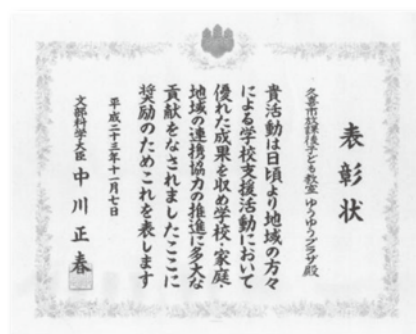 表彰状
久喜市放課後子ども教室 ゆうゆうプラザ殿
貴活動は日頃より地域の方々
による学校支援活動において
優れた成果を収め学校・家庭・
地域の連携協力の推進に多大な
貢献をなされましたここに
奨励のためこれを表します
平成二十三年十一月七日
文部科学大臣 中川正春